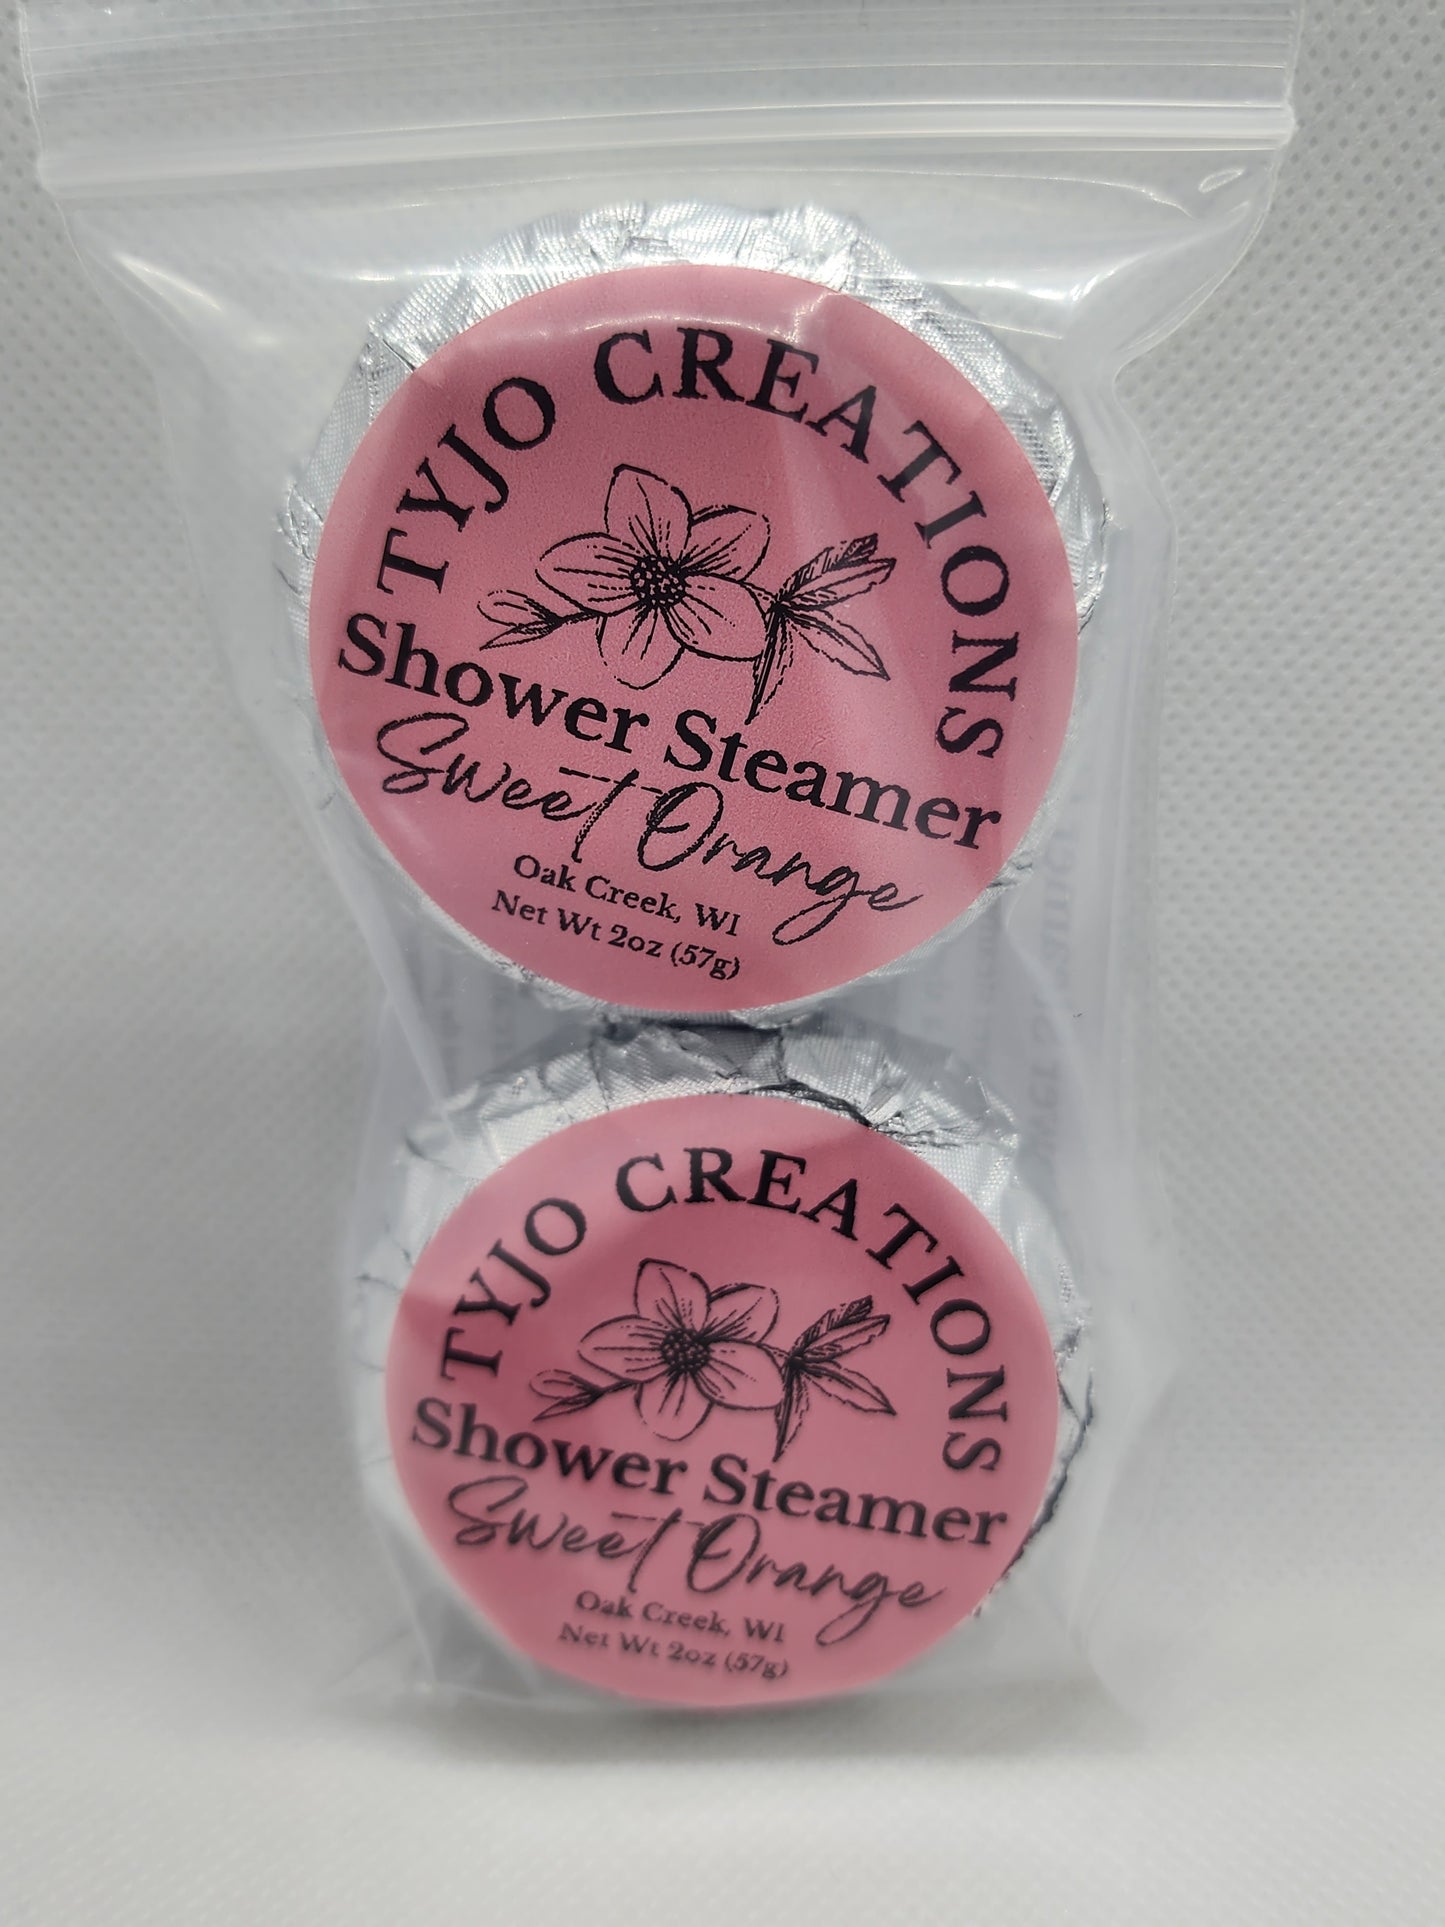 TYJO CREATIONS
Shower Steamer
Sweet Orange
Oak Creek, WI
Net Wt 2oz (57g)
TYJO CREATIONS
Shower Steamer
Sweet Orange
Oak Creek, WI
Net Wt 2oz (57g)